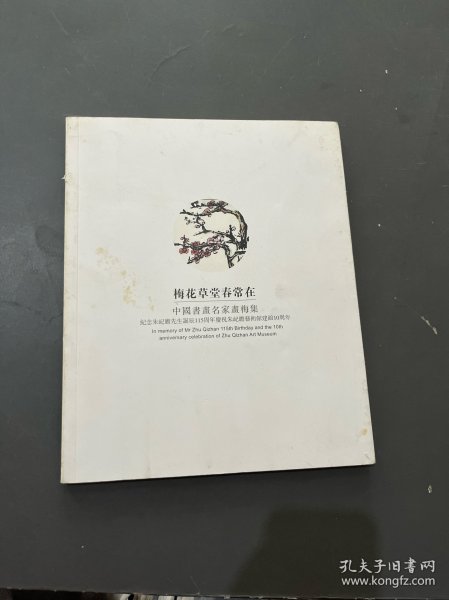 梅花草堂春常在
中國書畫名家畫梅集
紀念朱屺瞻先生誕辰115周年慶祝朱屺瞻藝術館建館10周年
In memory of Mr Zhu Qizhan 115th Birthday and the 10th
anniversary celebration of Zhu Qizhan Art Museum
孔夫子旧书网
www.kongfz.com